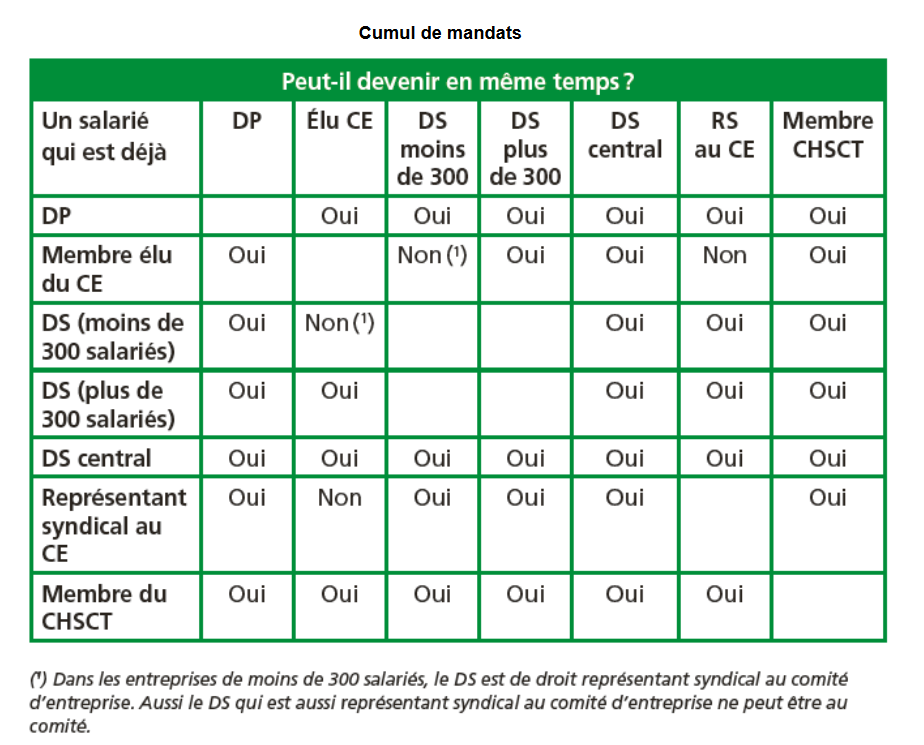 Cumul de mandats
Peut-il devenir en même temps ?
Un salarié qui est déjà DP Élu CE DS moins de 300 DS plus de 300 DS central RS au CE Membre CHSCT
DP Oui Oui Oui Oui Oui Oui
Membre élu du CE Oui Non (¹) Oui Oui Non Oui
DS (moins de 300 salariés) Oui Non (¹) Oui Oui Oui
DS (plus de 300 salariés) Oui Oui Oui Oui Oui
DS central Oui Oui Oui Oui Oui Oui Oui
Représentant syndical au CE Oui Non Oui Oui Oui Oui
Membre du CHSCT Oui Oui Oui Oui Oui Oui
(¹) Dans les entreprises de moins de 300 salariés, le DS est de droit représentant syndical au comité
d'entreprise. Aussi le DS qui est aussi représentant syndical au comité d'entreprise ne peut être au
comité.